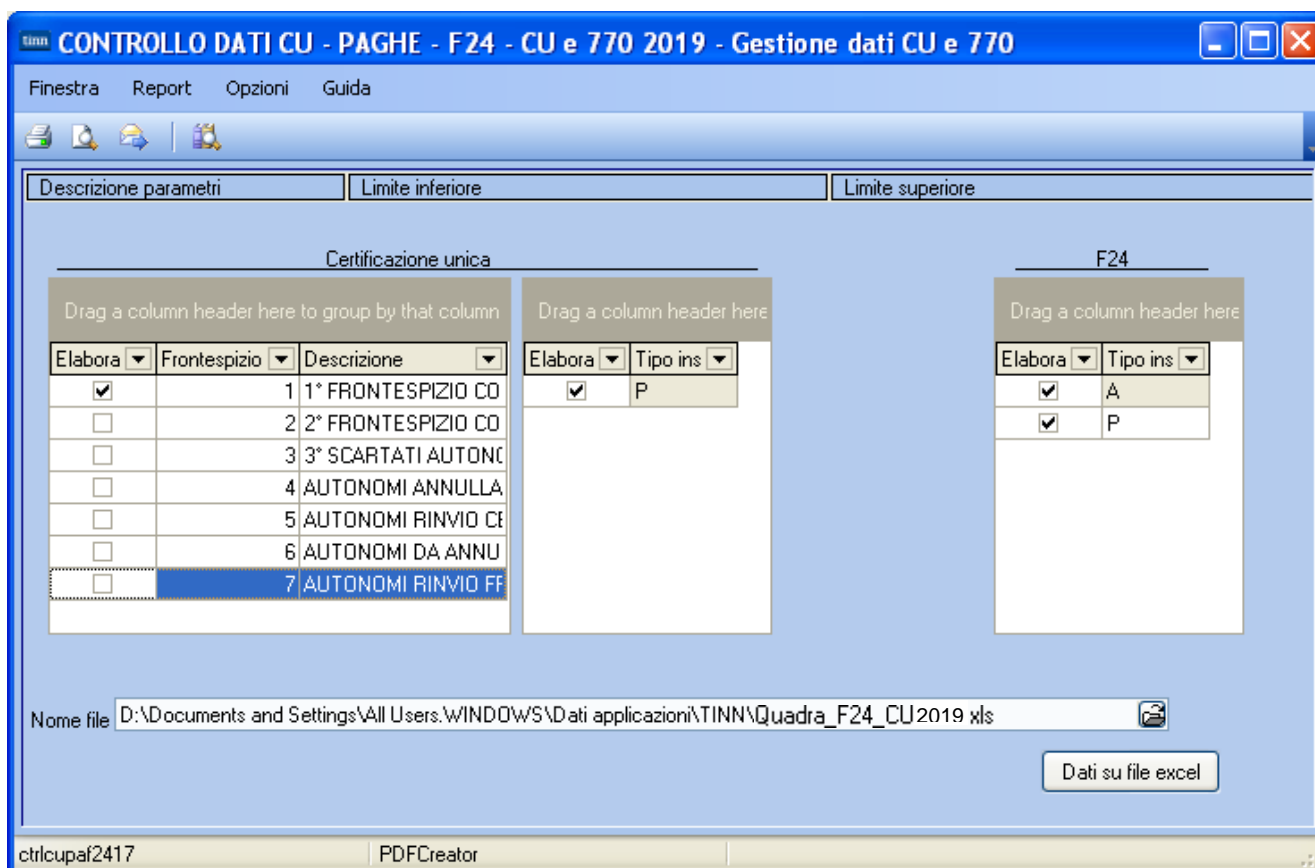 tinn CONTROLLO DATI CU - PAGHE - F24 - CU e 770 2019 - Gestione dati CU e 770
Finestra Report Opzioni Guida
Descrizione parametri Limite inferiore Limite superiore
Certificazione unica F24
Drag a column header here to group by that column Drag a column header here Drag a column header here
Elabora Frontespizio Descrizione Elabora Tipo ins Elabora Tipo ins
1 1° FRONTESPIZIO CO P A
2 2° FRONTESPIZIO CO P
3 3° SCARTATI AUTONO
4 AUTONOMI ANNULLA
5 AUTONOMI RINVIO CE
6 AUTONOMI DA ANNU
7 AUTONOMI RINVIO FF
Nome file D:\Documents and Settings\All Users.WINDOWS\Dati applicazioni\TINN\Quadra_F24_CU2019 xls
Dati su file excel
ctrlcupaf2417 PDFCreator